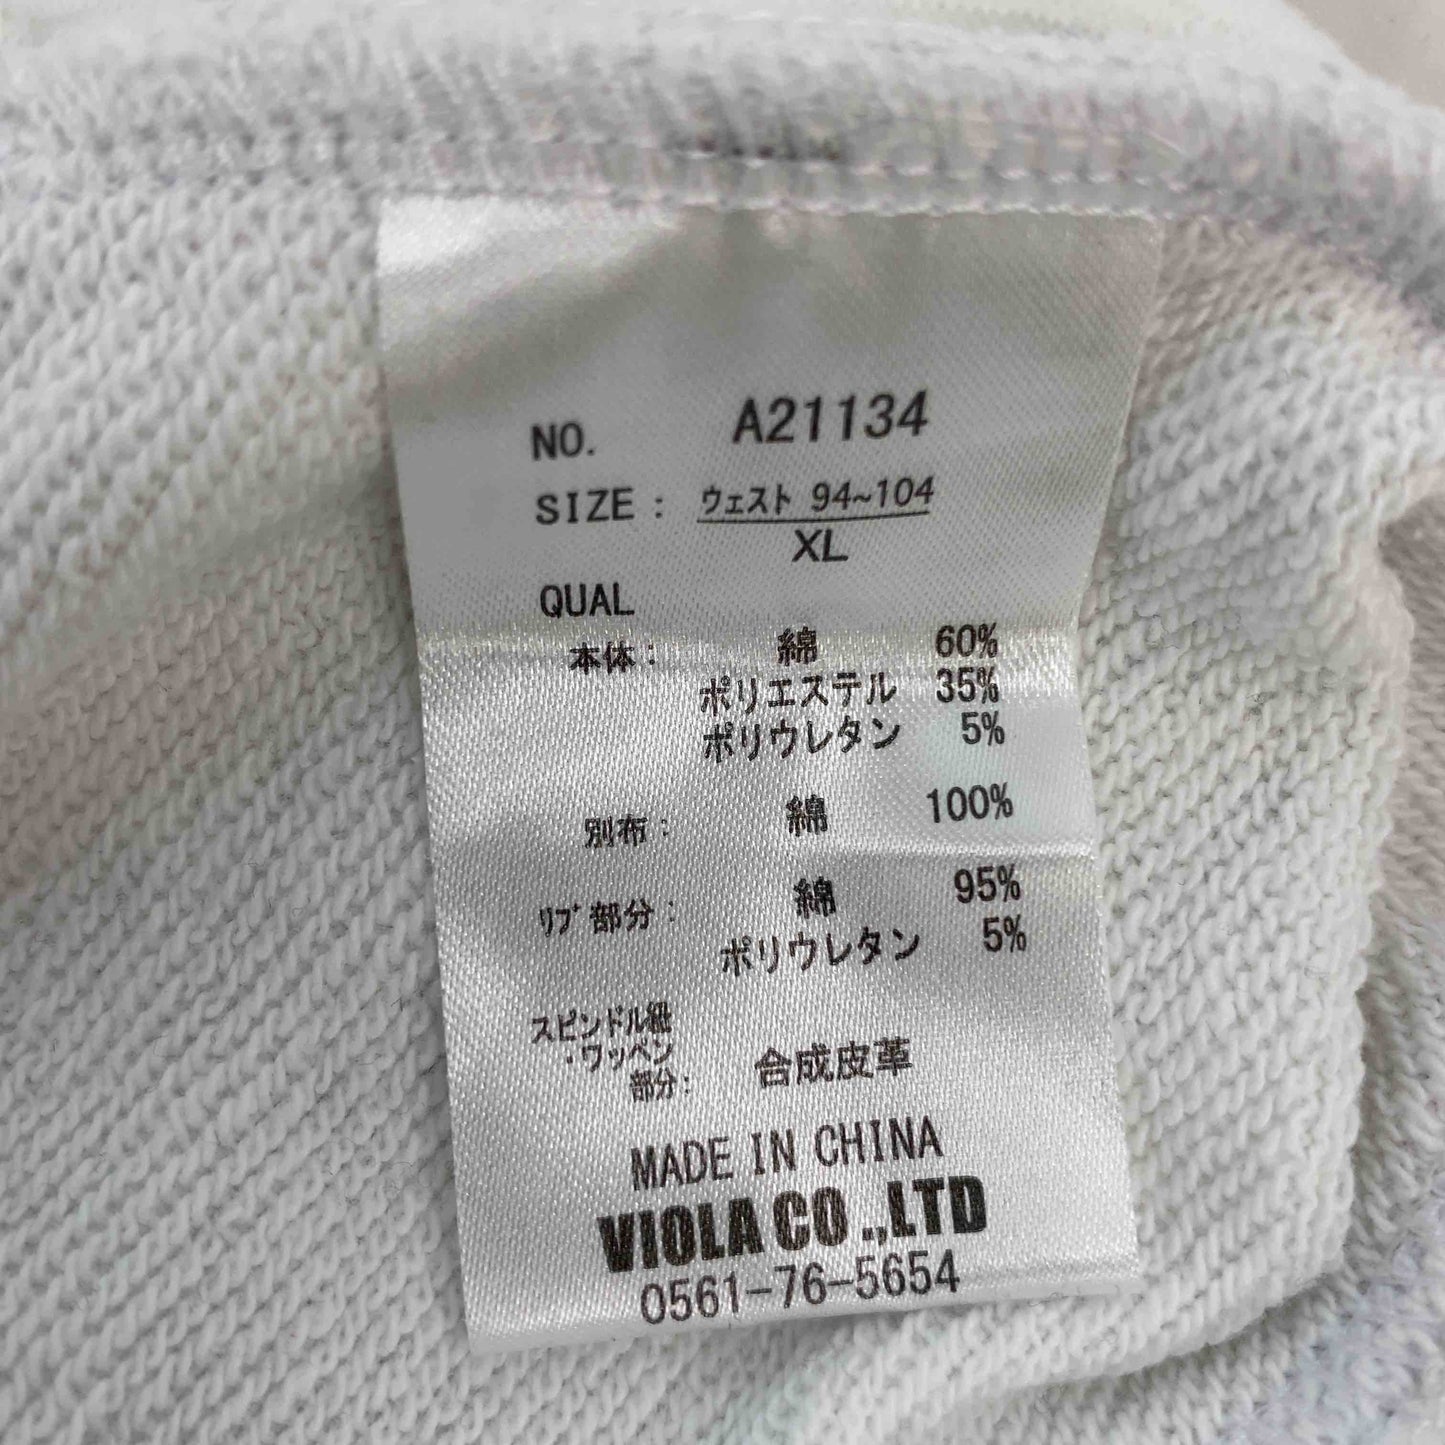 NO. A21134
SIZE : ウェスト 94~104
XL
QUAL
本体 : 綿 60%
ポリエステル 35%
ポリウレタン 5%
別布 : 綿 100%
ﾘﾌﾞ部分 : 綿 95%
ポリウレタン 5%
スピンドル紐
・ワッペン
部分 : 合成皮革
MADE IN CHINA
VIOLA CO.,LTD
0561-76-5654